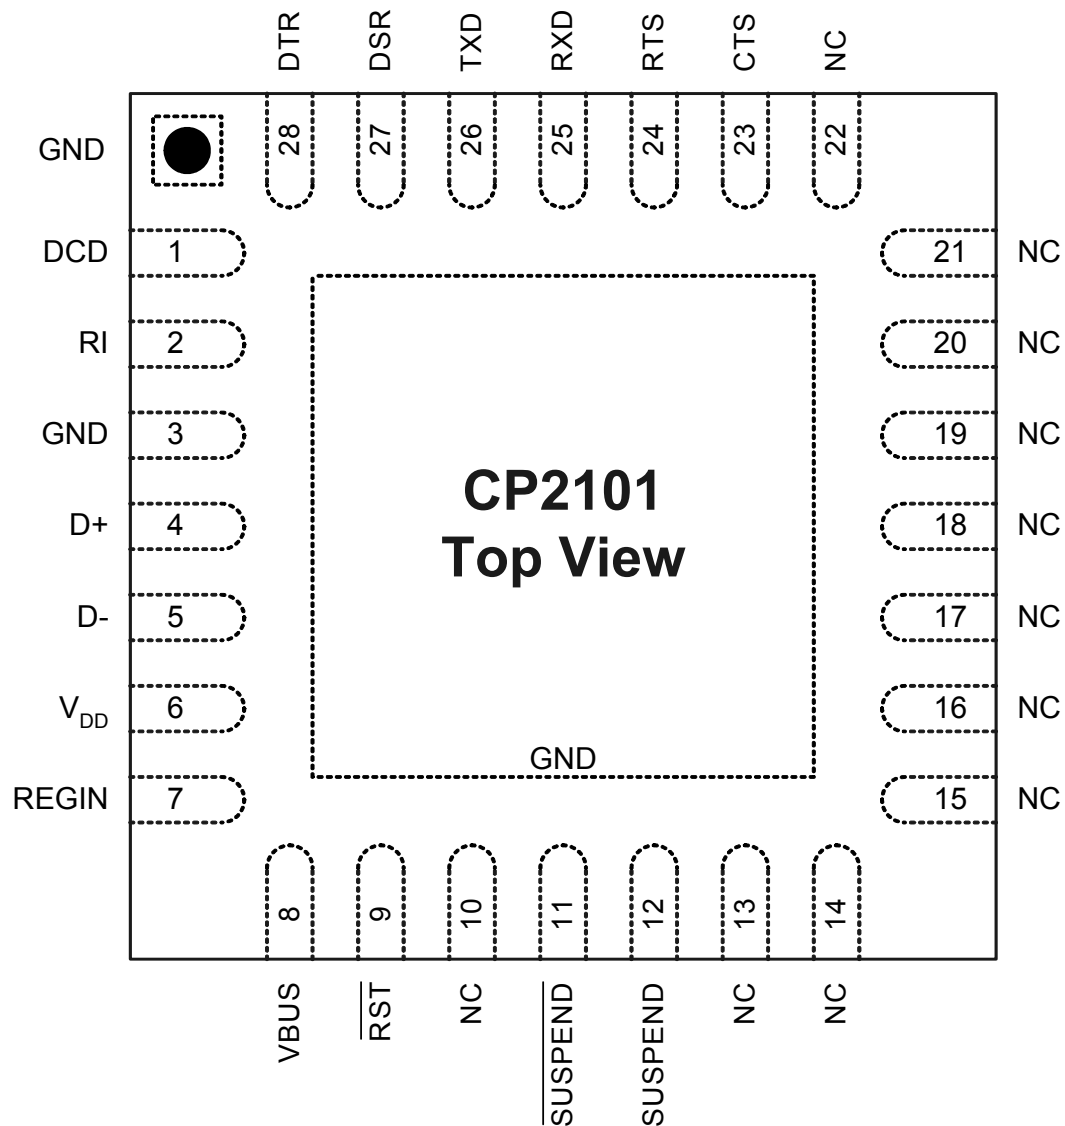 DTR
DSR
TXD
RXD
RTS
CTS
NC
28
27
26
25
24
23
22
GND
DCD
1
21
NC
RI
2
20
NC
GND
3
19
NC
D+
4
18
NC
D-
5
17
NC
VDD
6
16
NC
REGIN
7
15
NC
CP2101
Top View
GND
8
9
10
11
12
13
14
VBUS
RST
NC
SUSPEND
SUSPEND
NC
NC